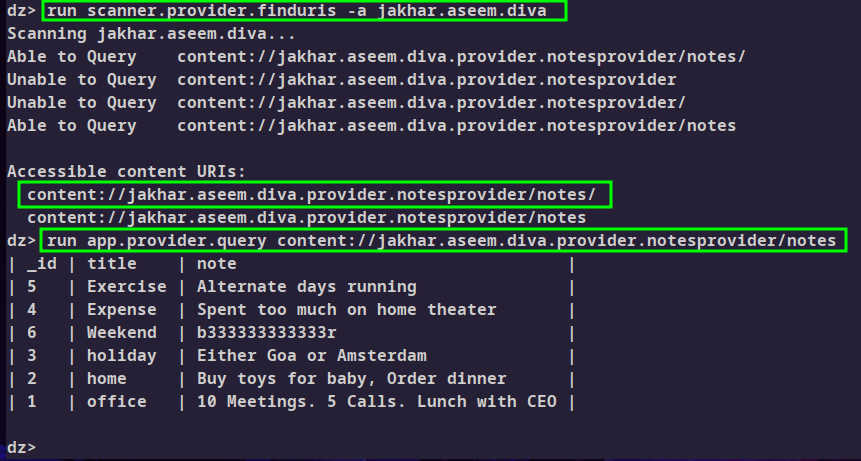 dz> run scanner.provider.finduris -a jakhar.aseem.diva
Scanning jakhar.aseem.diva...
Able to Query    content://jakhar.aseem.diva.provider.notesprovider/notes/
Unable to Query  content://jakhar.aseem.diva.provider.notesprovider
Unable to Query  content://jakhar.aseem.diva.provider.notesprovider/
Able to Query    content://jakhar.aseem.diva.provider.notesprovider/notes
Accessible content URIs:
  content://jakhar.aseem.diva.provider.notesprovider/notes/
  content://jakhar.aseem.diva.provider.notesprovider/notes
dz> run app.provider.query content://jakhar.aseem.diva.provider.notesprovider/notes
| _id | title    | note                                  |
| 5   | Exercise | Alternate days running                |
| 4   | Expense  | Spent too much on home theater        |
| 6   | Weekend  | b333333333333r                        |
| 3   | holiday  | Either Goa or Amsterdam               |
| 2   | home     | Buy toys for baby, Order dinner       |
| 1   | office   | 10 Meetings. 5 Calls. Lunch with CEO |
dz>